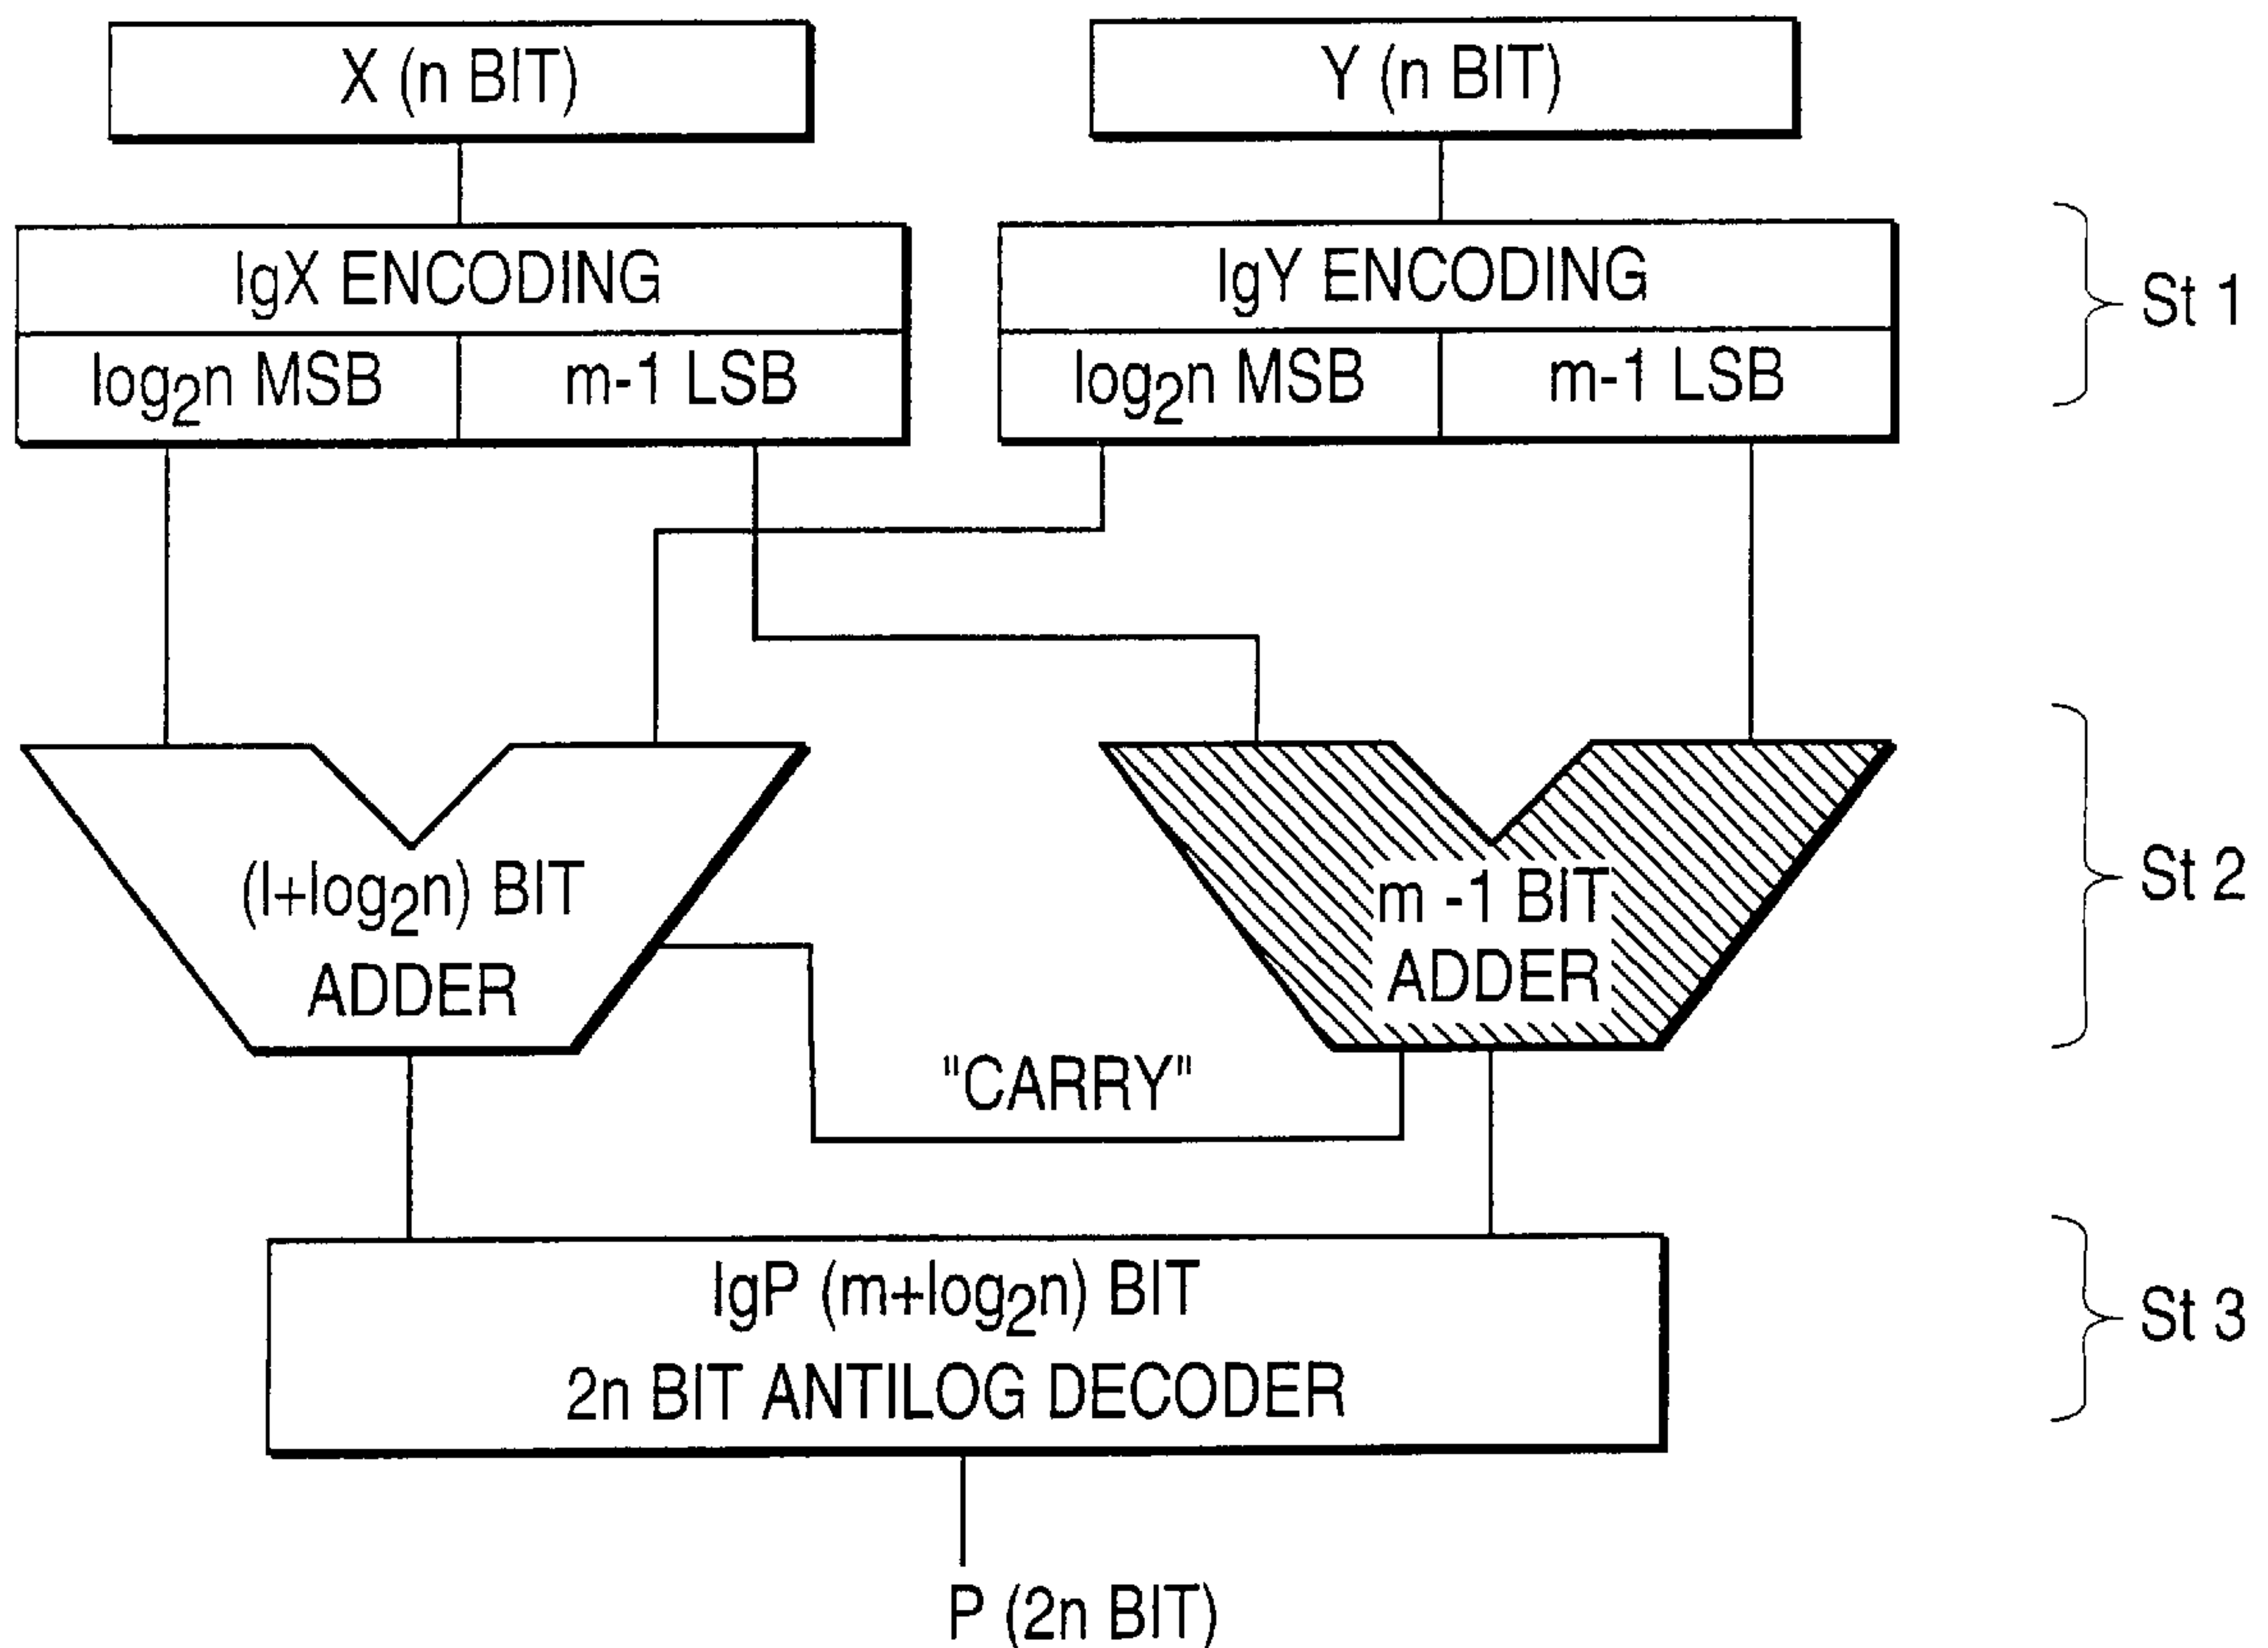 X (n BIT)
Y (n BIT)
lgX ENCODING
lgY ENCODING
St 1
log₂n MSB
m-1 LSB
log₂n MSB
m-1 LSB
(l+log₂n) BIT
ADDER
m -1 BIT
ADDER
St 2
"CARRY"
lgP (m+log₂n) BIT
2n BIT ANTILOG DECODER
St 3
P (2n BIT)